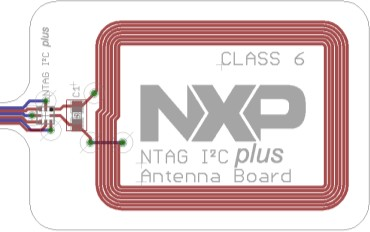 NTAG I²C plus
C1
CLASS 6
NXP
NTAG I²C plus
Antenna Board